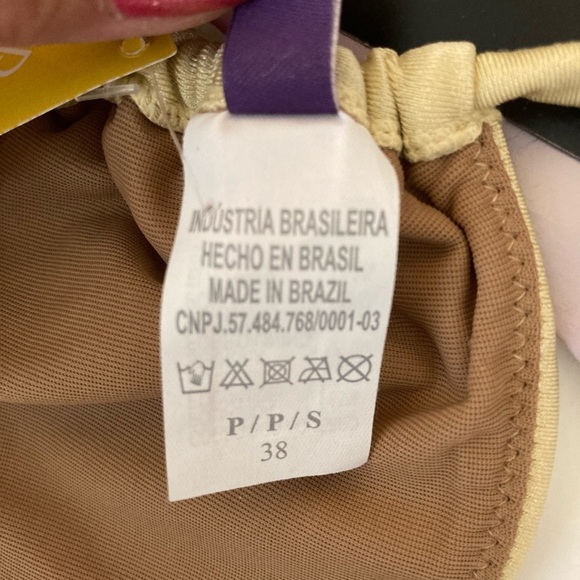 INDÚSTRIA BRASILEIRA
HECHO EN BRASIL
MADE IN BRAZIL
CNPJ.57.484.768/0001-03
P/P/S
38